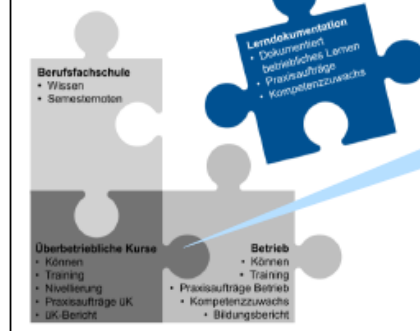 Lerndokumentation
• Dokumentiert
betriebliches Lernen
• Praxisaufträge
• Kompetenzzuwachs
Berufsfachschule
• Wissen
• Semesternoten
Überbetriebliche Kurse
• Können
• Training
• Nivellierung
• Praxisaufträge üK
• üK-Bericht
Betrieb
• Können
• Training
• Praxisaufträge Betrieb
• Kompetenzzuwachs
• Bildungsbericht